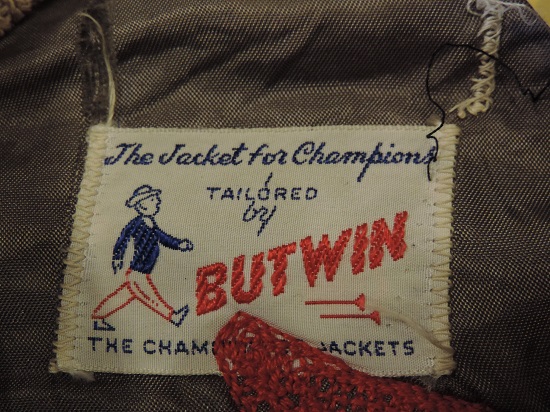 The Jacket for Champions
TAILORED
by
BUTWIN
THE JACKETS